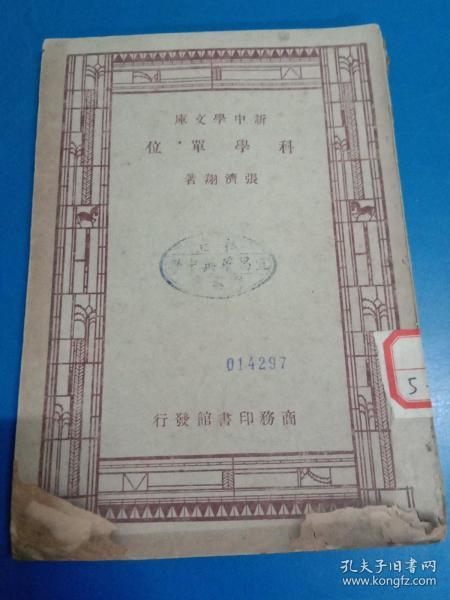 新中學文庫
科學單位
張濟翔著
014297
商務印書館發行
5
孔夫子旧书网
www.kongfz.com